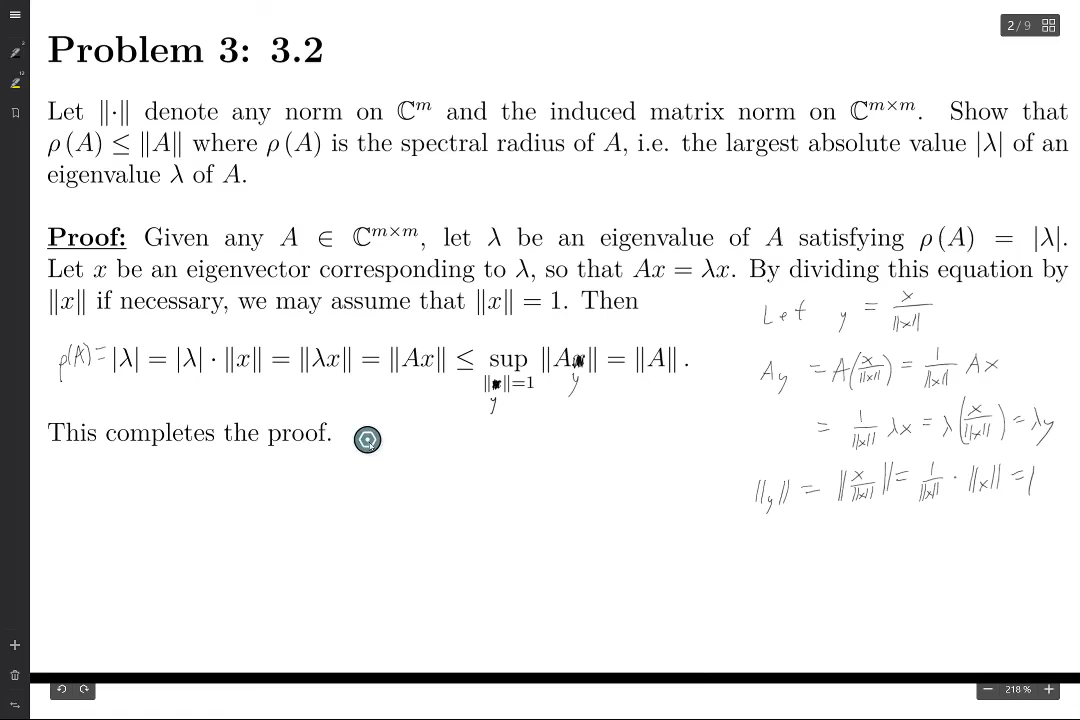 2 / 9
Problem 3: 3.2
Let ‖·‖ denote any norm on ℂ^m and the induced matrix norm on ℂ^{m×m}. Show that
ρ(A) ≤ ‖A‖ where ρ(A) is the spectral radius of A, i.e. the largest absolute value |λ| of an
eigenvalue λ of A.
Proof: Given any A ∈ ℂ^{m×m}, let λ be an eigenvalue of A satisfying ρ(A) = |λ|.
Let x be an eigenvector corresponding to λ, so that Ax = λx. By dividing this equation by
‖x‖ if necessary, we may assume that ‖x‖ = 1. Then
Let y = x/‖x‖
ρ(A) = |λ| = |λ| · ‖x‖ = ‖λx‖ = ‖Ax‖ ≤ sup_{‖y‖=1} ‖Ay‖ = ‖A‖.
Ay = A(x/‖x‖) = 1/‖x‖ Ax
= 1/‖x‖ λx = λ(x/‖x‖) = λy
This completes the proof.
‖y‖ = ‖x/‖x‖‖ = 1/‖x‖ · ‖x‖ = 1
218 %